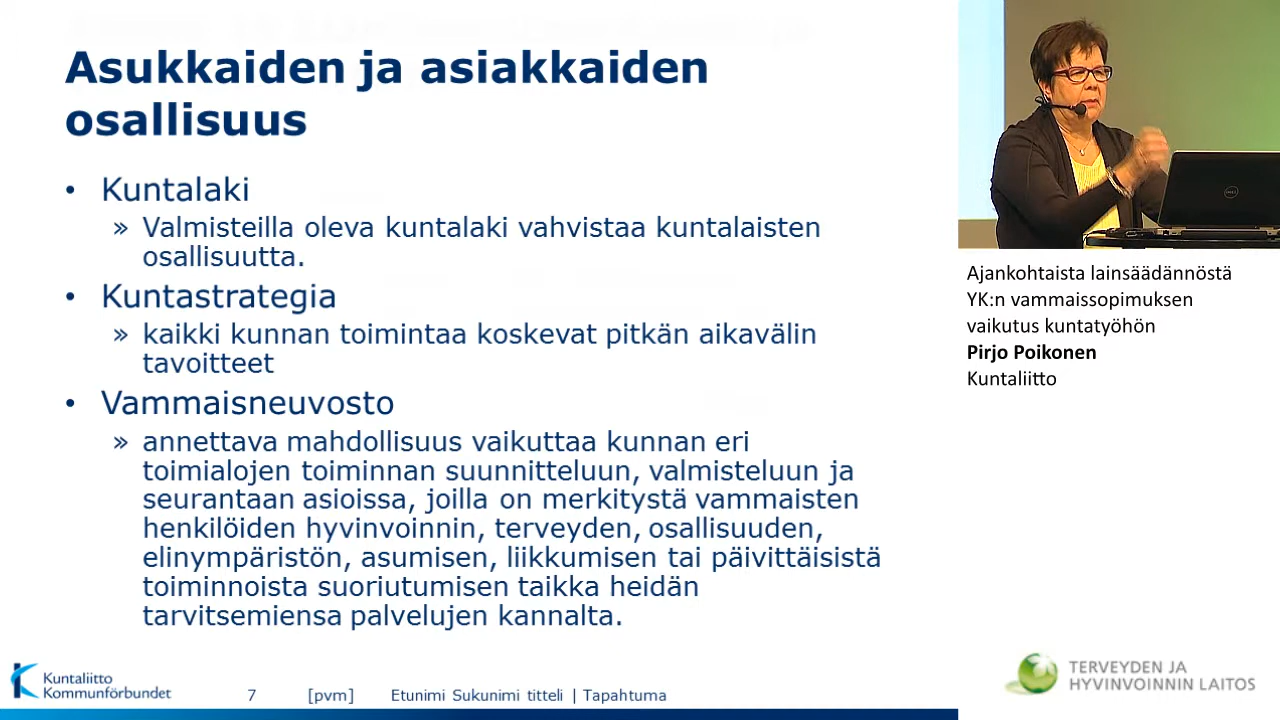 Asukkaiden ja asiakkaiden
osallisuus
• Kuntalaki
» Valmisteilla oleva kuntalaki vahvistaa kuntalaisten
osallisuutta.
• Kuntastrategia
» kaikki kunnan toimintaa koskevat pitkän aikavälin
tavoitteet
• Vammaisneuvosto
» annettava mahdollisuus vaikuttaa kunnan eri
toimialojen toiminnan suunnitteluun, valmisteluun ja
seurantaan asioissa, joilla on merkitystä vammaisten
henkilöiden hyvinvoinnin, terveyden, osallisuuden,
elinympäristön, asumisen, liikkumisen tai päivittäisistä
toiminnoista suoriutumisen taikka heidän
tarvitsemiensa palvelujen kannalta.
Kuntaliitto
Kommunförbundet
7 [pvm] Etunimi Sukunimi titteli | Tapahtuma
DELL
Ajankohtaista lainsäädännöstä
YK:n vammaissopimuksen
vaikutus kuntatyöhön
Pirjo Poikonen
Kuntaliitto
TERVEYDEN JA
HYVINVOINNIN LAITOS